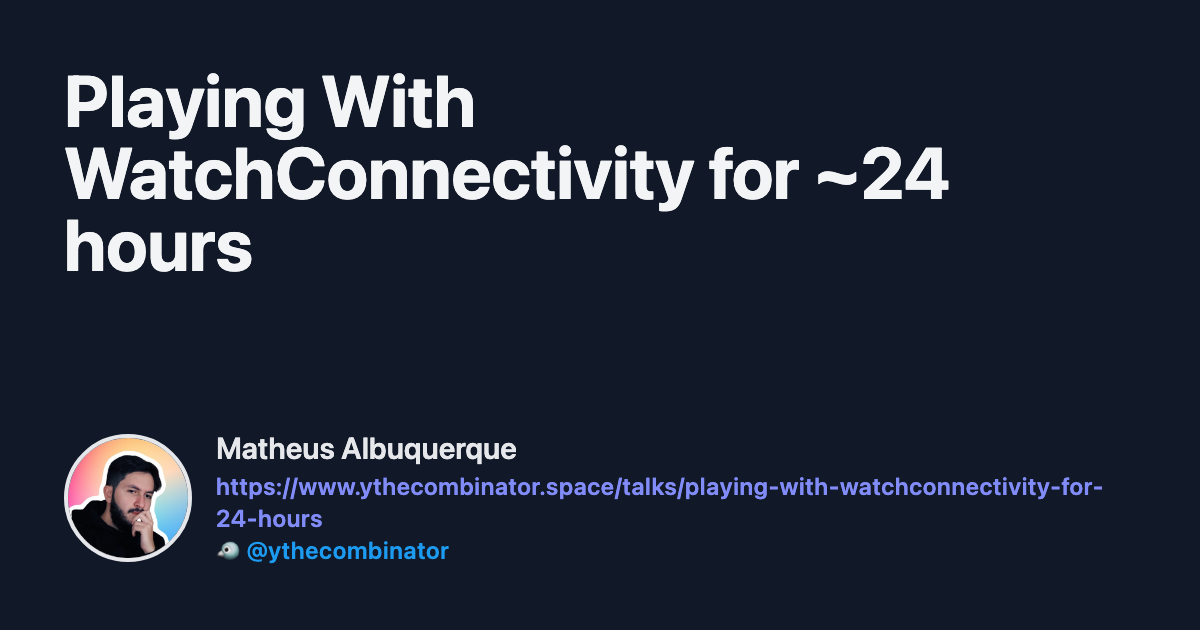 Playing With
WatchConnectivity for ~24
hours
Matheus Albuquerque
https://www.ythecombinator.space/talks/playing-with-watchconnectivity-for-
24-hours
@ythecombinator